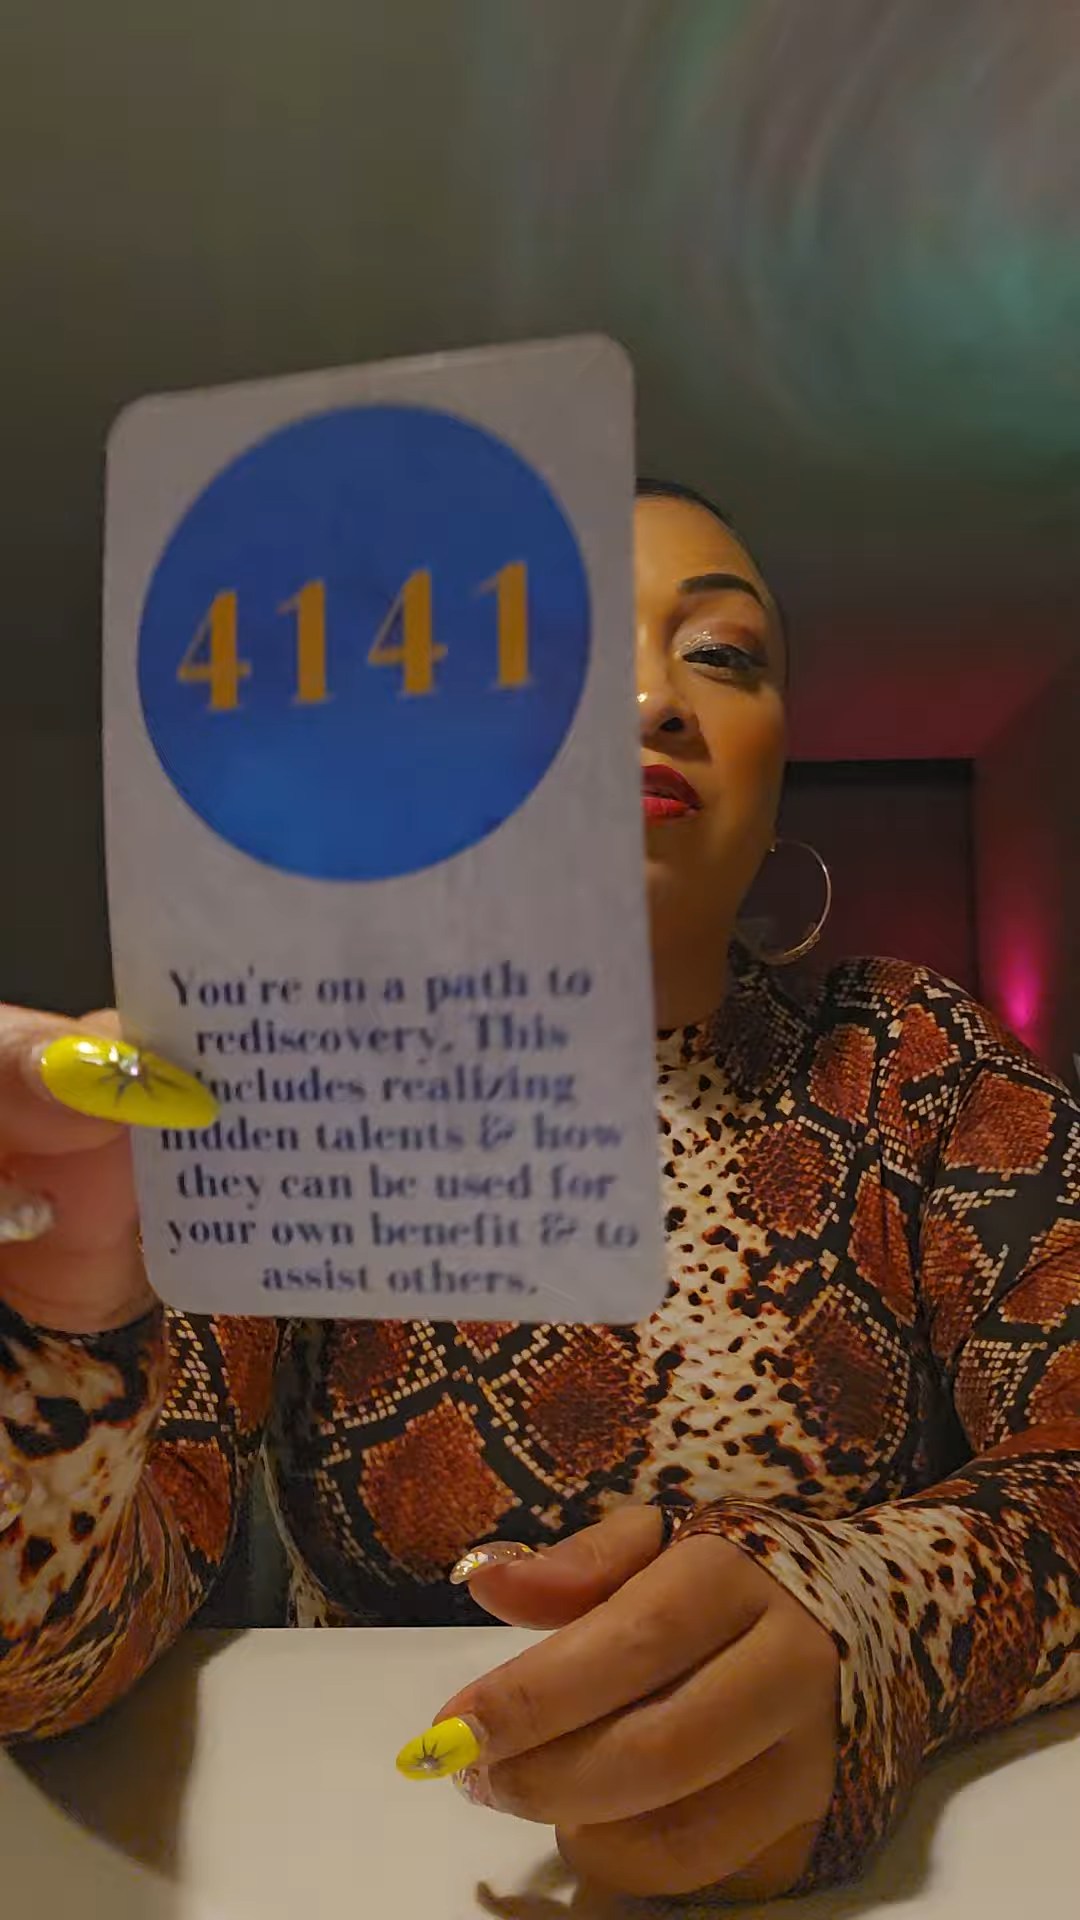 4141
You're on a path to
rediscovery. This
includes realizing
hidden talents & how
they can be used for
your own benefit & to
assist others.